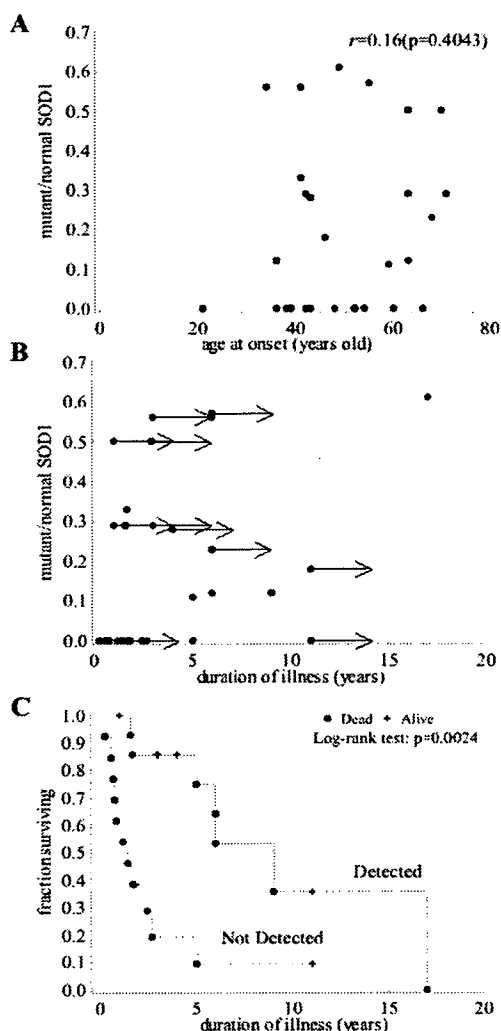 A
r=0.16(p=0.4043)
0.7
0.6
0.5
0.4
0.3
0.2
0.1
0.0
mutant/normal SOD1
0 20 40 60 80
age at onset (years old)
B
0.7
0.6
0.5
0.4
0.3
0.2
0.1
0.0
mutant/normal SOD1
0 5 10 15 20
duration of illness (years)
C
Dead Alive
Log-rank test: p=0.0024
1.0
0.9
0.8
0.7
0.6
0.5
0.4
0.3
0.2
0.1
0.0
fraction surviving
Detected
Not Detected
0 5 10 15 20
duration of illness (years)